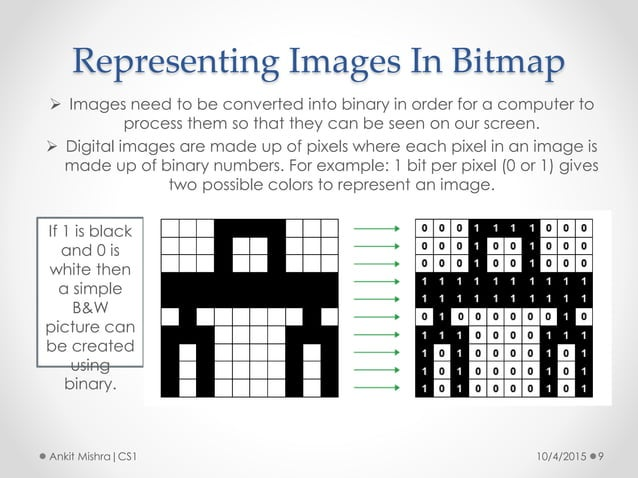 Representing Images In Bitmap
➢ Images need to be converted into binary in order for a computer to
process them so that they can be seen on our screen.
➢ Digital images are made up of pixels where each pixel in an image is
made up of binary numbers. For example: 1 bit per pixel (0 or 1) gives
two possible colors to represent an image.
If 1 is black
and 0 is
white then
a simple
B&W
picture can
be created
using
binary.
0 0 0 1 1 1 1 0 0 0
0 0 0 1 0 0 1 0 0 0
0 0 0 1 0 0 1 0 0 0
1 1 1 1 1 1 1 1 1 1
1 1 1 1 1 1 1 1 1 1
0 1 0 0 0 0 0 0 1 0
1 1 1 0 0 0 0 1 1 1
1 0 1 0 0 0 0 1 0 1
1 0 1 0 0 0 0 1 0 1
1 0 1 0 0 0 0 1 0 1
Ankit Mishra|CS1
10/4/2015
9